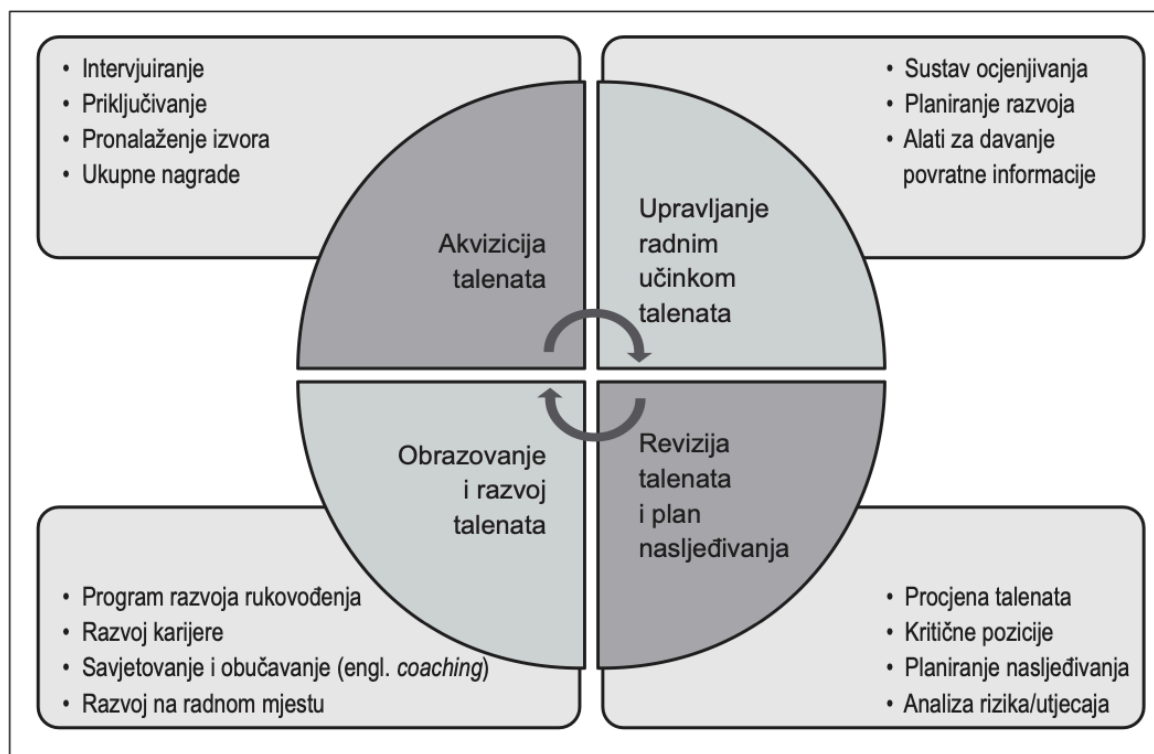 • Intervjuiranje
• Priključivanje
• Pronalaženje izvora
• Ukupne nagrade
• Sustav ocjenjivanja
• Planiranje razvoja
• Alati za davanje
povratne informacije
Akvizicija
talenata
Upravljanje
radnim
učinkom
talenata
Obrazovanje
i razvoj
talenata
Revizija
talenata
i plan
nasljeđivanja
• Program razvoja rukovođenja
• Razvoj karijere
• Savjetovanje i obučavanje (engl. coaching)
• Razvoj na radnom mjestu
• Procjena talenata
• Kritične pozicije
• Planiranje nasljeđivanja
• Analiza rizika/utjecaja